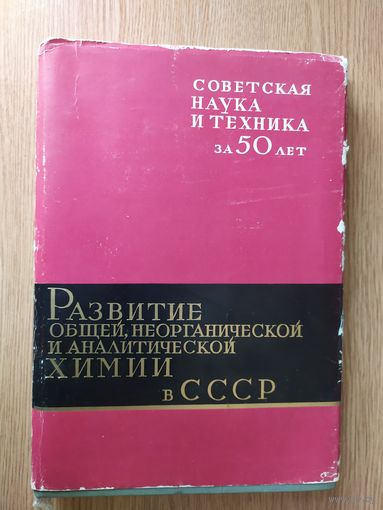 СОВЕТСКАЯ
НАУКА
И ТЕХНИКА
ЗА 50 ЛЕТ
РАЗВИТИЕ
ОБЩЕЙ, НЕОРГАНИЧЕСКОЙ
И АНАЛИТИЧЕСКОЙ
ХИМИИ
В СССР